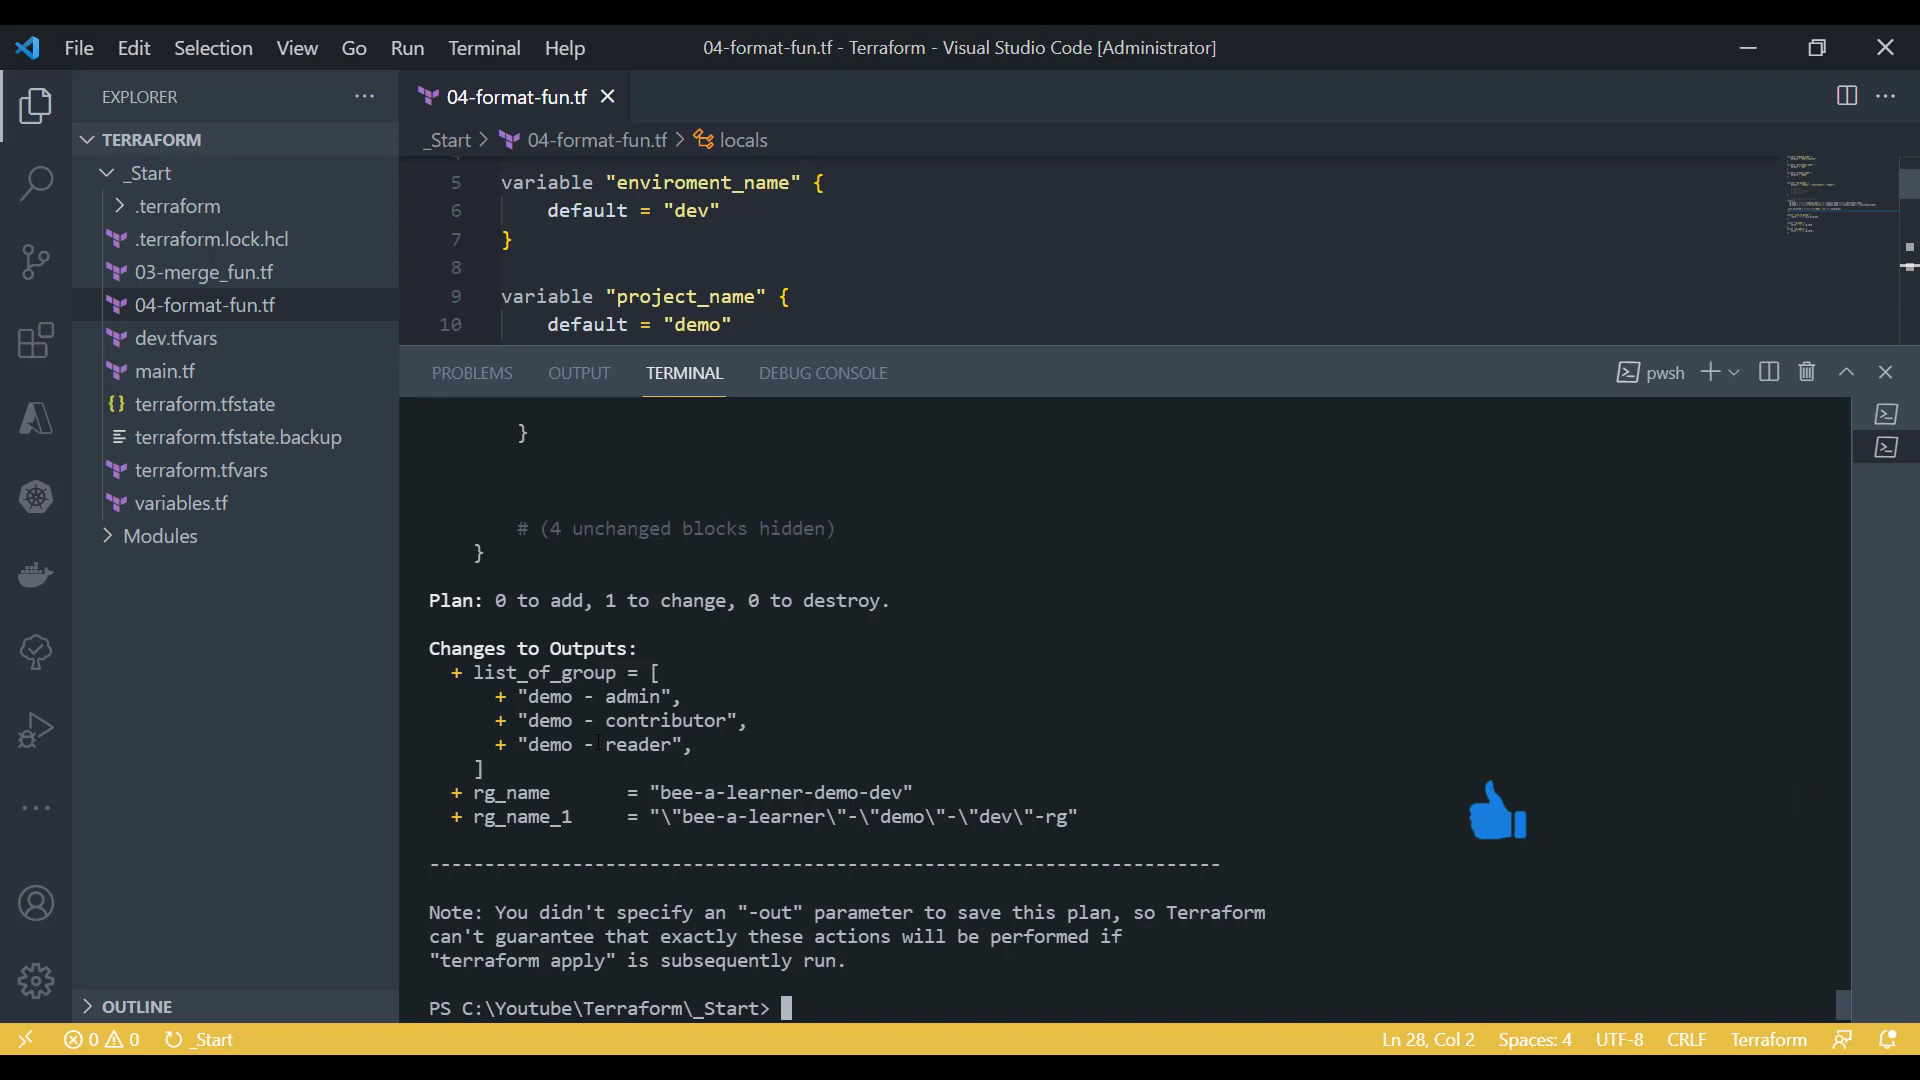 File Edit Selection View Go Run Terminal Help
04-format-fun.tf - Terraform - Visual Studio Code [Administrator]
EXPLORER
TERRAFORM
_Start
.terraform
.terraform.lock.hcl
03-merge_fun.tf
04-format-fun.tf
dev.tfvars
main.tf
terraform.tfstate
terraform.tfstate.backup
terraform.tfvars
variables.tf
Modules
OUTLINE
04-format-fun.tf
_Start > 04-format-fun.tf > locals
5 variable "enviroment_name" {
6 default = "dev"
7 }
8
9 variable "project_name" {
10 default = "demo"
PROBLEMS OUTPUT TERMINAL DEBUG CONSOLE
pwsh
}
# (4 unchanged blocks hidden)
}
Plan: 0 to add, 1 to change, 0 to destroy.
Changes to Outputs:
+ list_of_group = [
+ "demo - admin",
+ "demo - contributor",
+ "demo - reader",
]
+ rg_name = "bee-a-learner-demo-dev"
+ rg_name_1 = "\"bee-a-learner\"-\"demo\"-\"dev\"-rg"
------------------------------------------------------------------------
Note: You didn't specify an "-out" parameter to save this plan, so Terraform
can't guarantee that exactly these actions will be performed if
"terraform apply" is subsequently run.
PS C:\Youtube\Terraform\_Start>
0 0 _Start
Ln 28, Col 2 Spaces: 4 UTF-8 CRLF Terraform